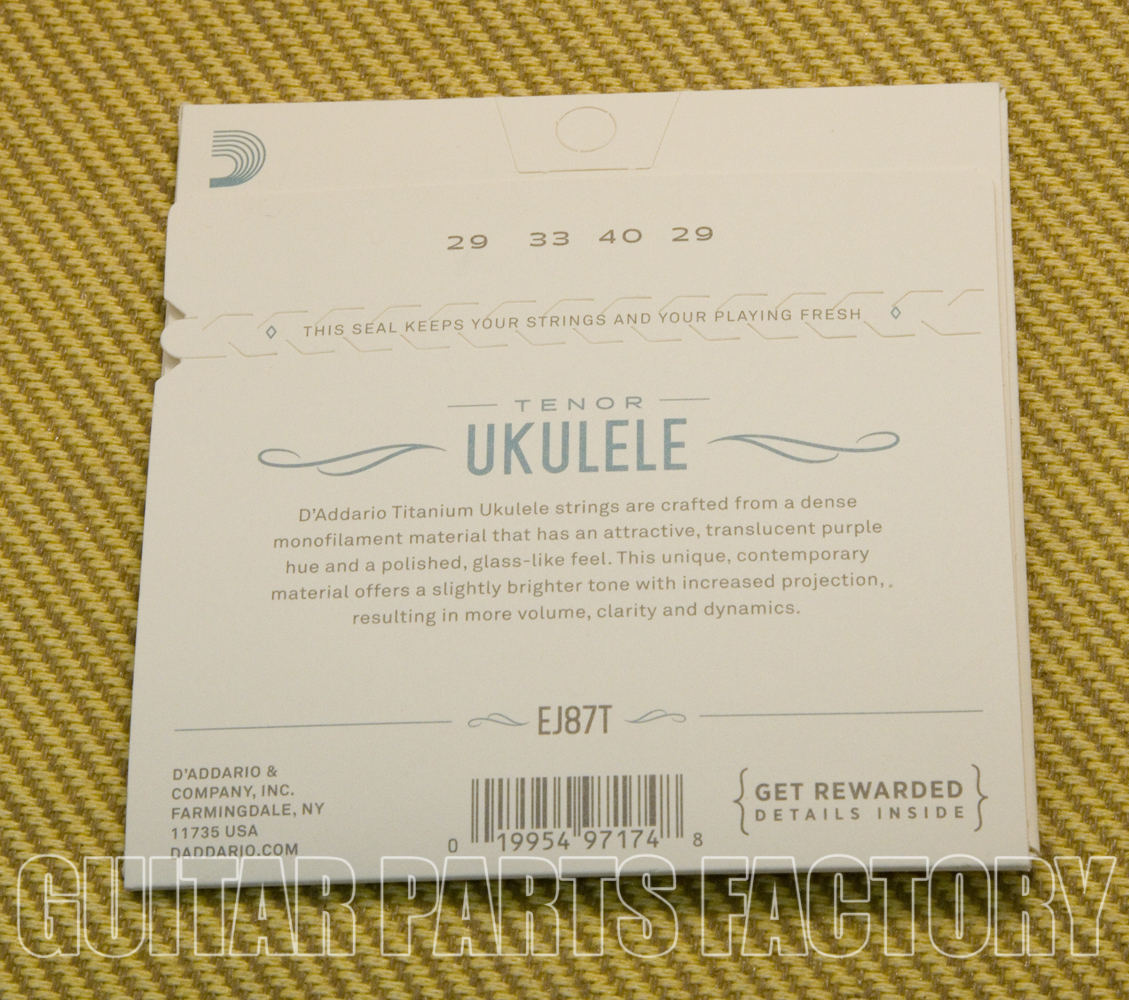 29 33 40 29
THIS SEAL KEEPS YOUR STRINGS AND YOUR PLAYING FRESH
TENOR
UKULELE
D'Addario Titanium Ukulele strings are crafted from a dense
monofilament material that has an attractive, translucent purple
hue and a polished, glass-like feel. This unique, contemporary
material offers a slightly brighter tone with increased projection, .
resulting in more volume, clarity and dynamics.
EJ87T
D'ADDARIO &
COMPANY, INC.
FARMINGDALE, NY
11735 USA
DADDARIO.COM
0 19954 97174 8
GET REWARDED
DETAILS INSIDE
GUITAR PARTS FACTORY